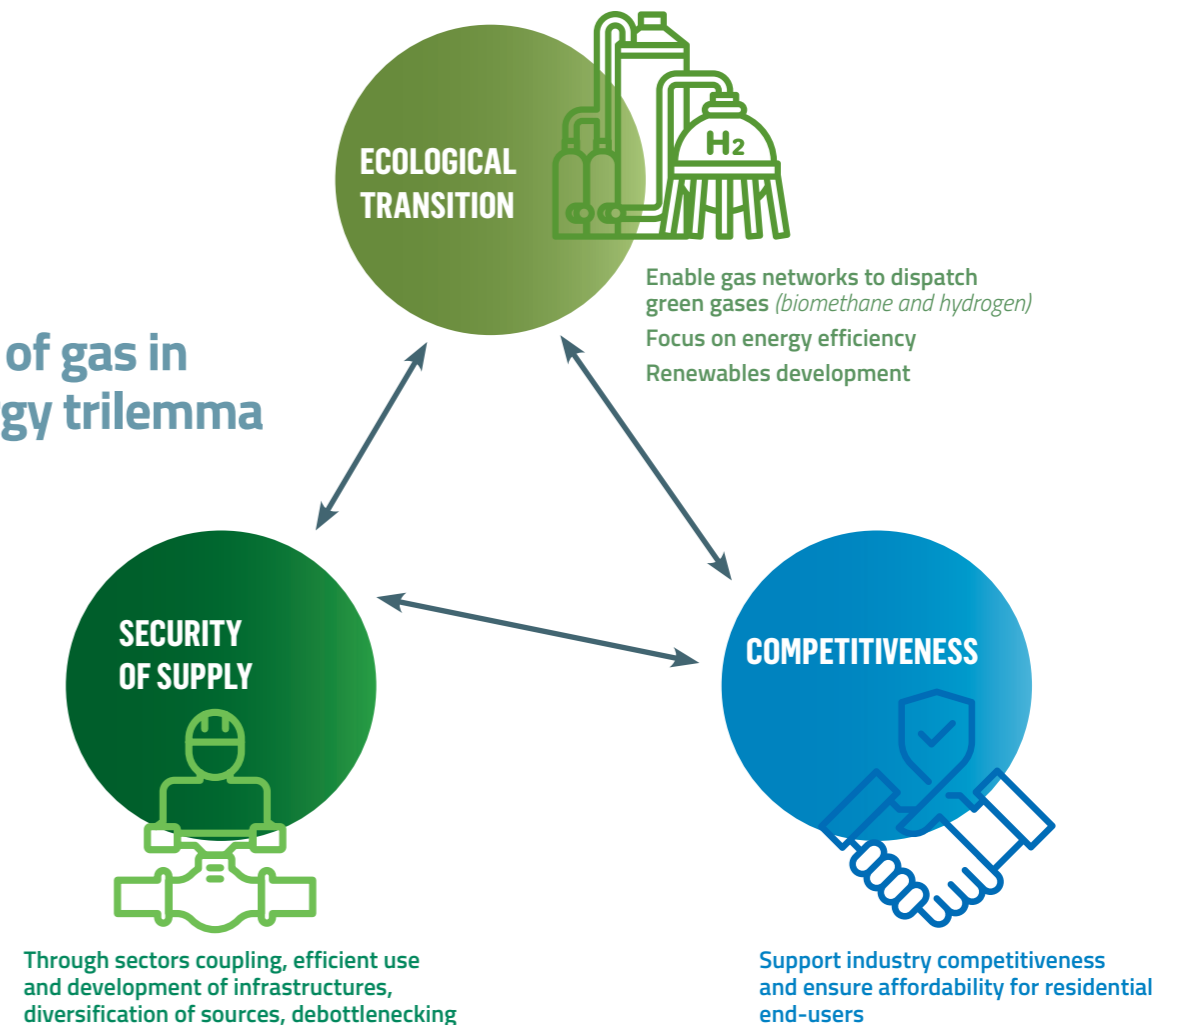 ECOLOGICAL
TRANSITION
H2
Enable gas networks to dispatch
green gases (biomethane and hydrogen)
Focus on energy efficiency
Renewables development
of gas in
gy trilemma
SECURITY
OF SUPPLY
COMPETITIVENESS
Through sectors coupling, efficient use
and development of infrastructures,
diversification of sources, debottlenecking
Support industry competitiveness
and ensure affordability for residential
end-users